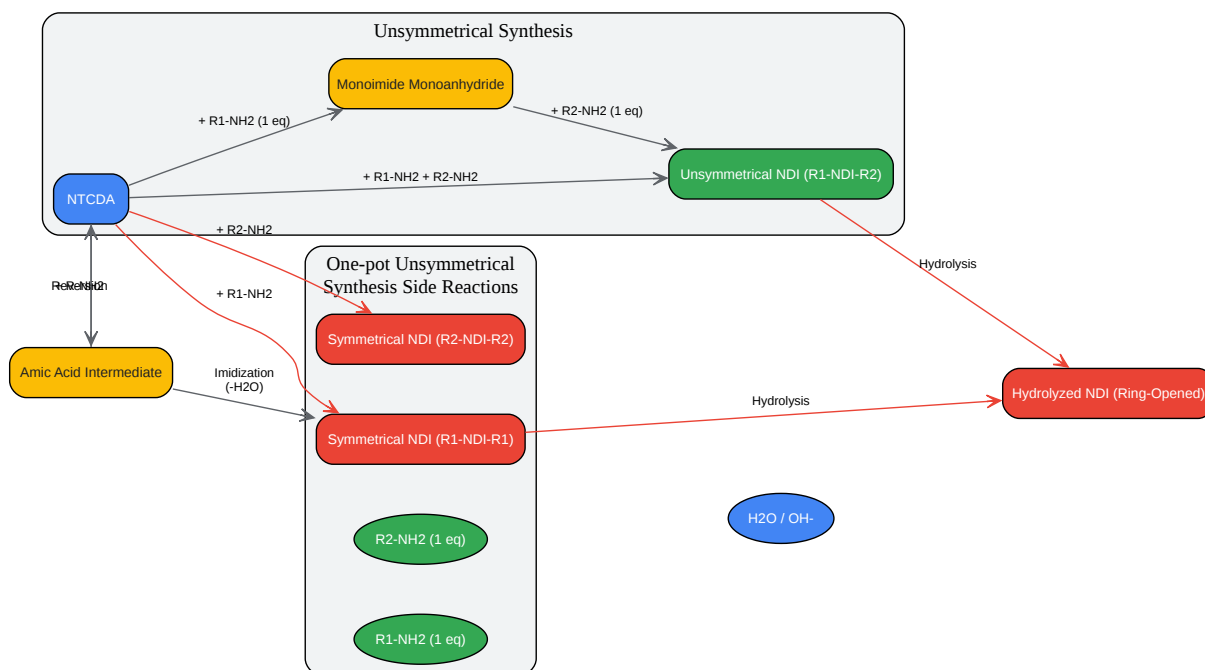 Unsymmetrical Synthesis
Monoimide Monoanhydride
+ R1-NH2 (1 eq)
+ R2-NH2 (1 eq)
NTCDA
+ R1-NH2 + R2-NH2
Unsymmetrical NDI (R1-NDI-R2)
+ R2-NH2
One-pot Unsymmetrical
Synthesis Side Reactions
Hydrolysis
+ R1-NH2
Symmetrical NDI (R2-NDI-R2)
Amic Acid Intermediate
Imidization
(-H2O)
Hydrolyzed NDI (Ring-Opened)
Hydrolysis
Symmetrical NDI (R1-NDI-R1)
R2-NH2 (1 eq)
H2O / OH-
R1-NH2 (1 eq)